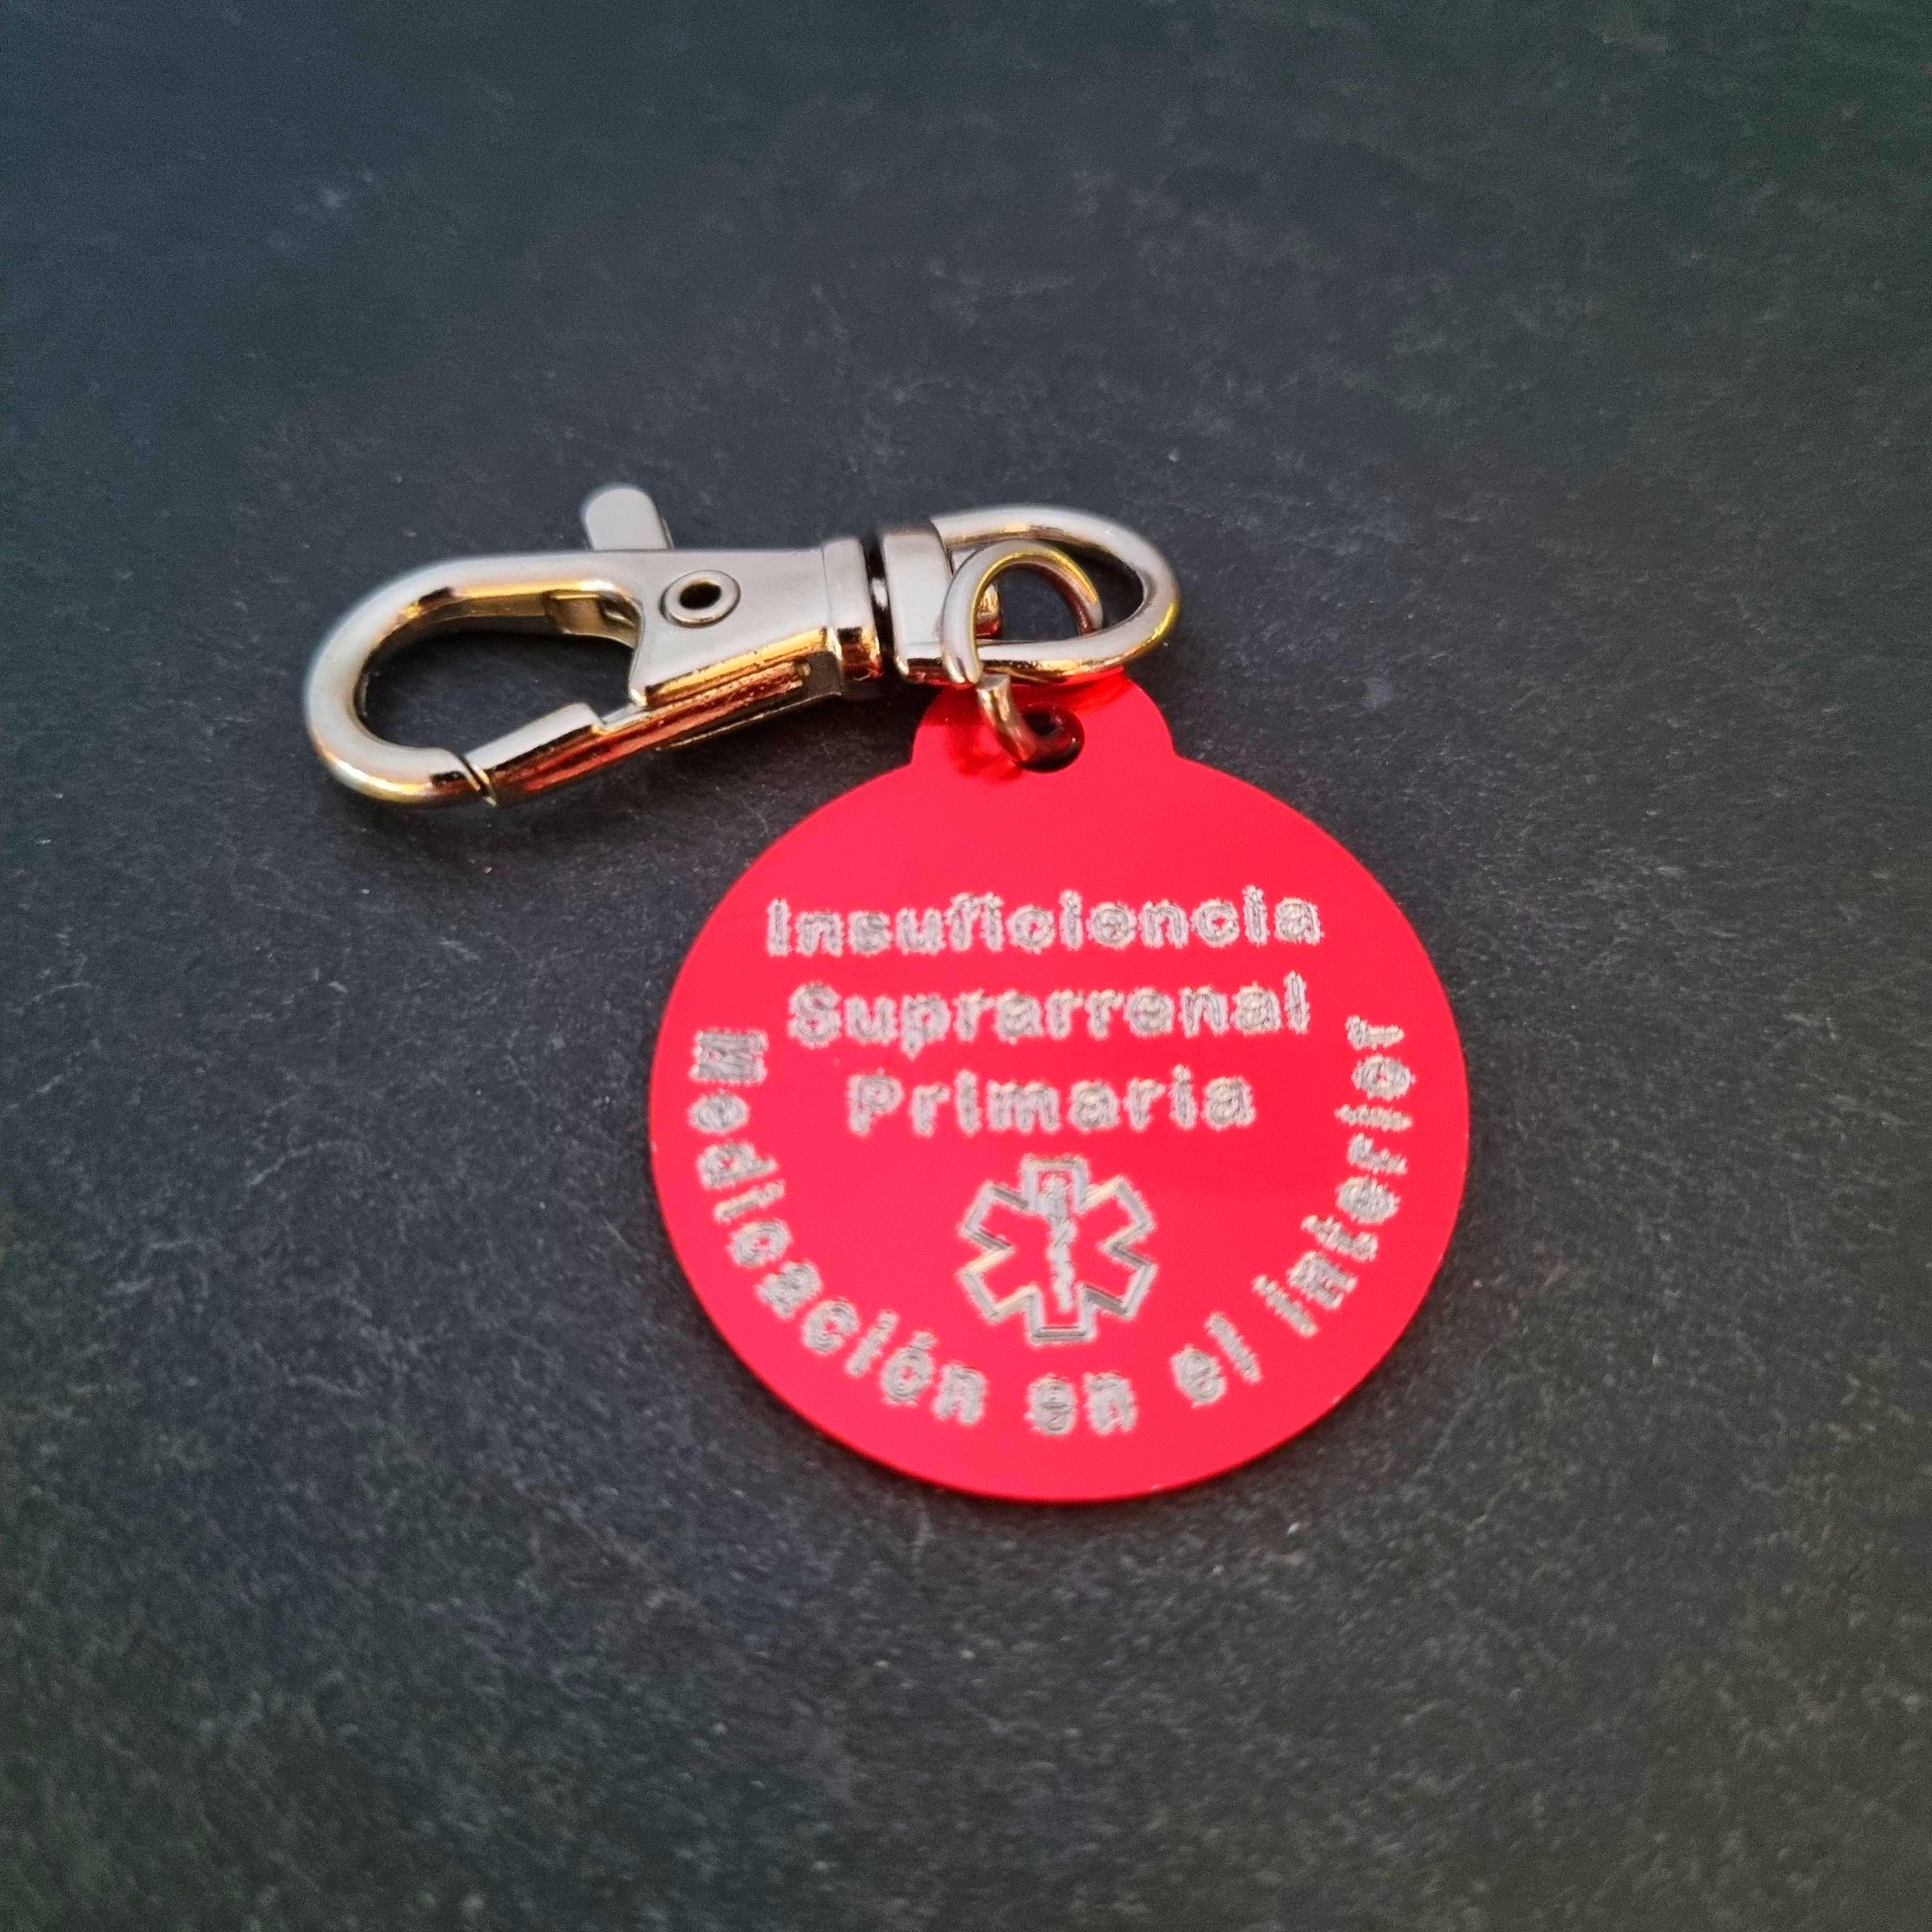 Insuficiencia
Suprarrenal
Primaria
Medicación en el interior